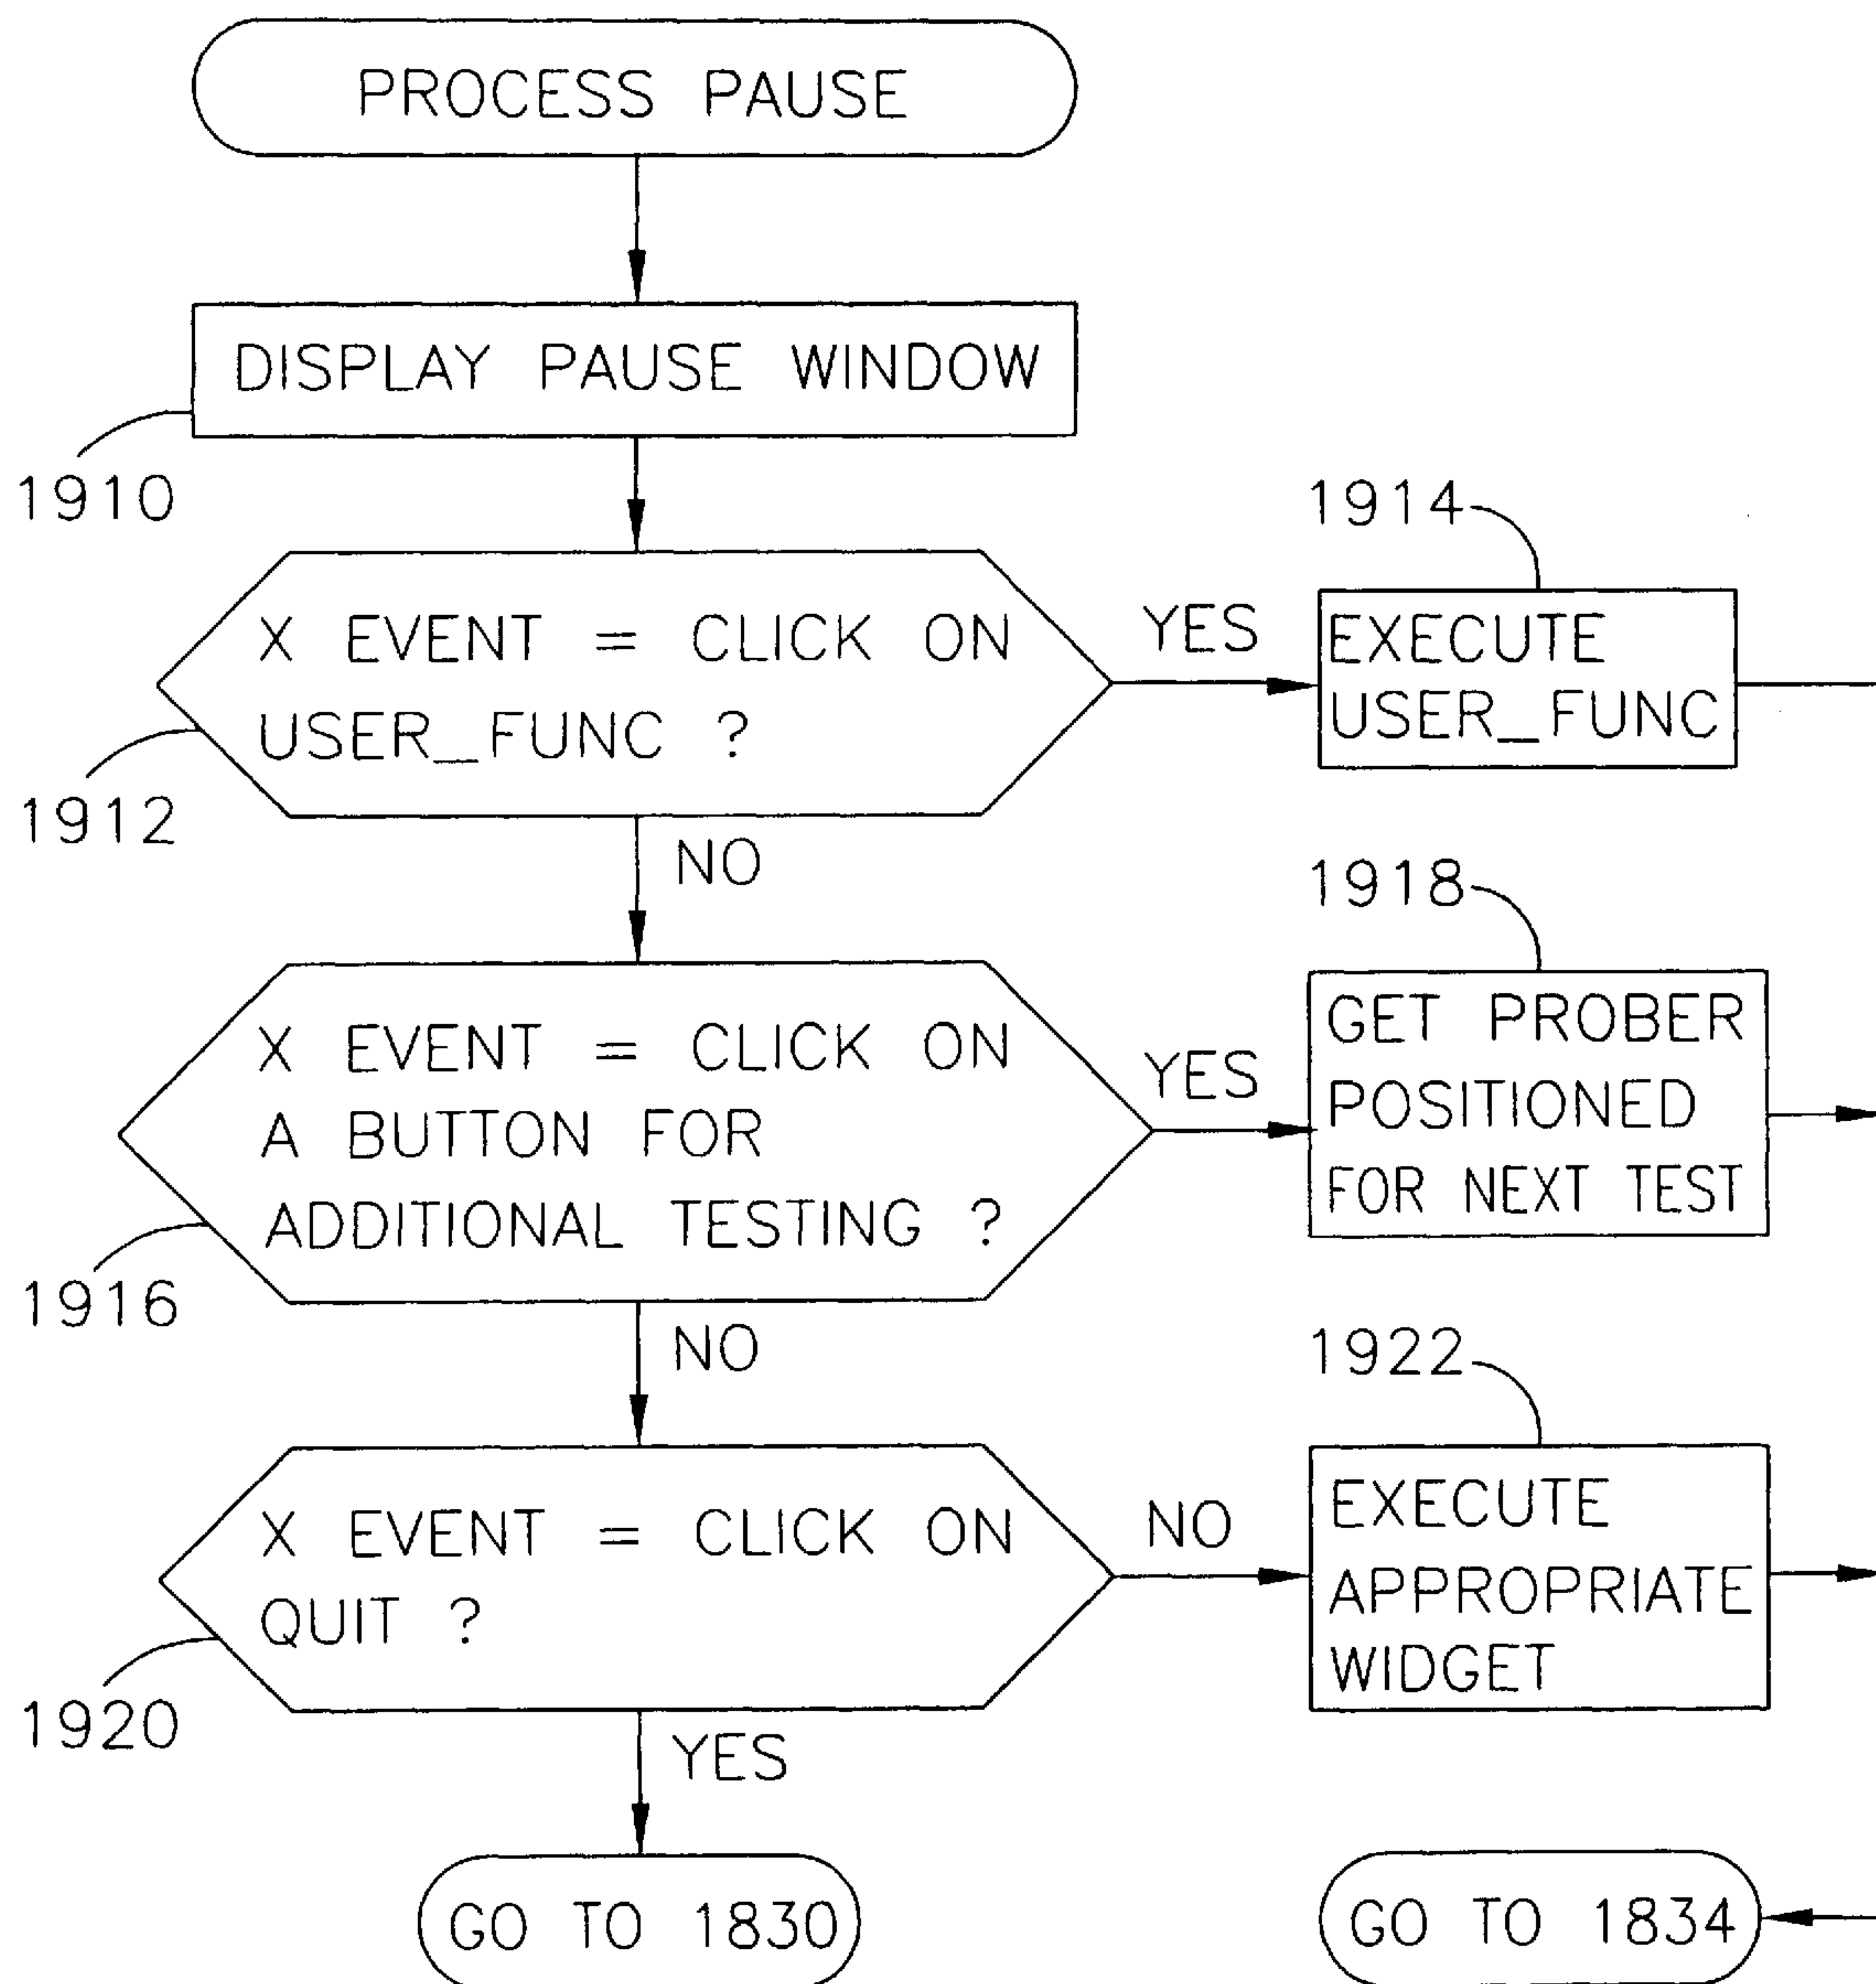 PROCESS PAUSE
DISPLAY PAUSE WINDOW
1910
X EVENT = CLICK ON
USER_FUNC ?
1912
YES
1914
EXECUTE
USER_FUNC
NO
X EVENT = CLICK ON
A BUTTON FOR
ADDITIONAL TESTING ?
1916
YES
1918
GET PROBER
POSITIONED
FOR NEXT TEST
NO
X EVENT = CLICK ON
QUIT ?
1920
NO
1922
EXECUTE
APPROPRIATE
WIDGET
YES
GO TO 1830
GO TO 1834